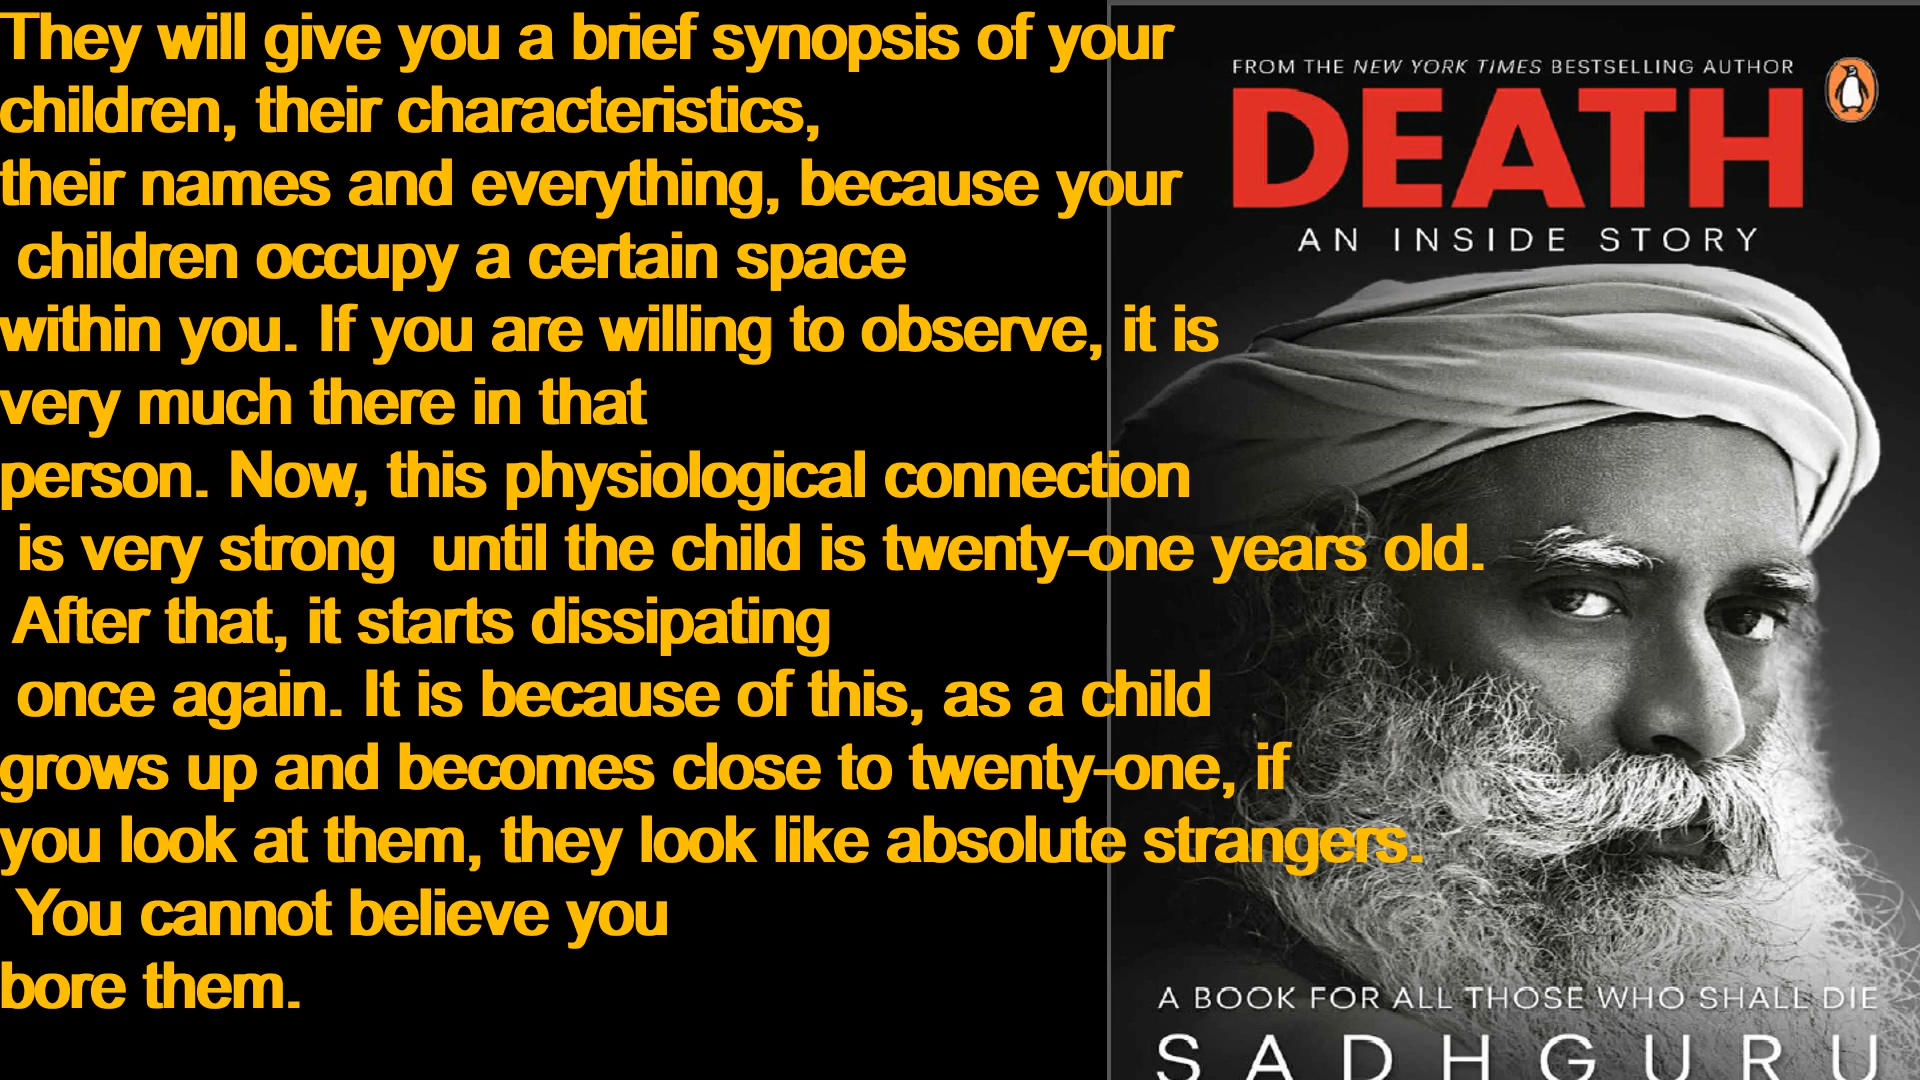 They will give you a brief synopsis of your
children, their characteristics,
their names and everything, because your
children occupy a certain space
within you. If you are willing to observe, it is
very much there in that
person. Now, this physiological connection
is very strong  until the child is twenty-one years old.
After that, it starts dissipating
once again. It is because of this, as a child
grows up and becomes close to twenty-one, if
you look at them, they look like absolute strangers.
You cannot believe you
bore them.
FROM THE NEW YORK TIMES BESTSELLING AUTHOR
DEATH
AN INSIDE STORY
A BOOK FOR ALL THOSE WHO SHALL DIE
SADHGURU